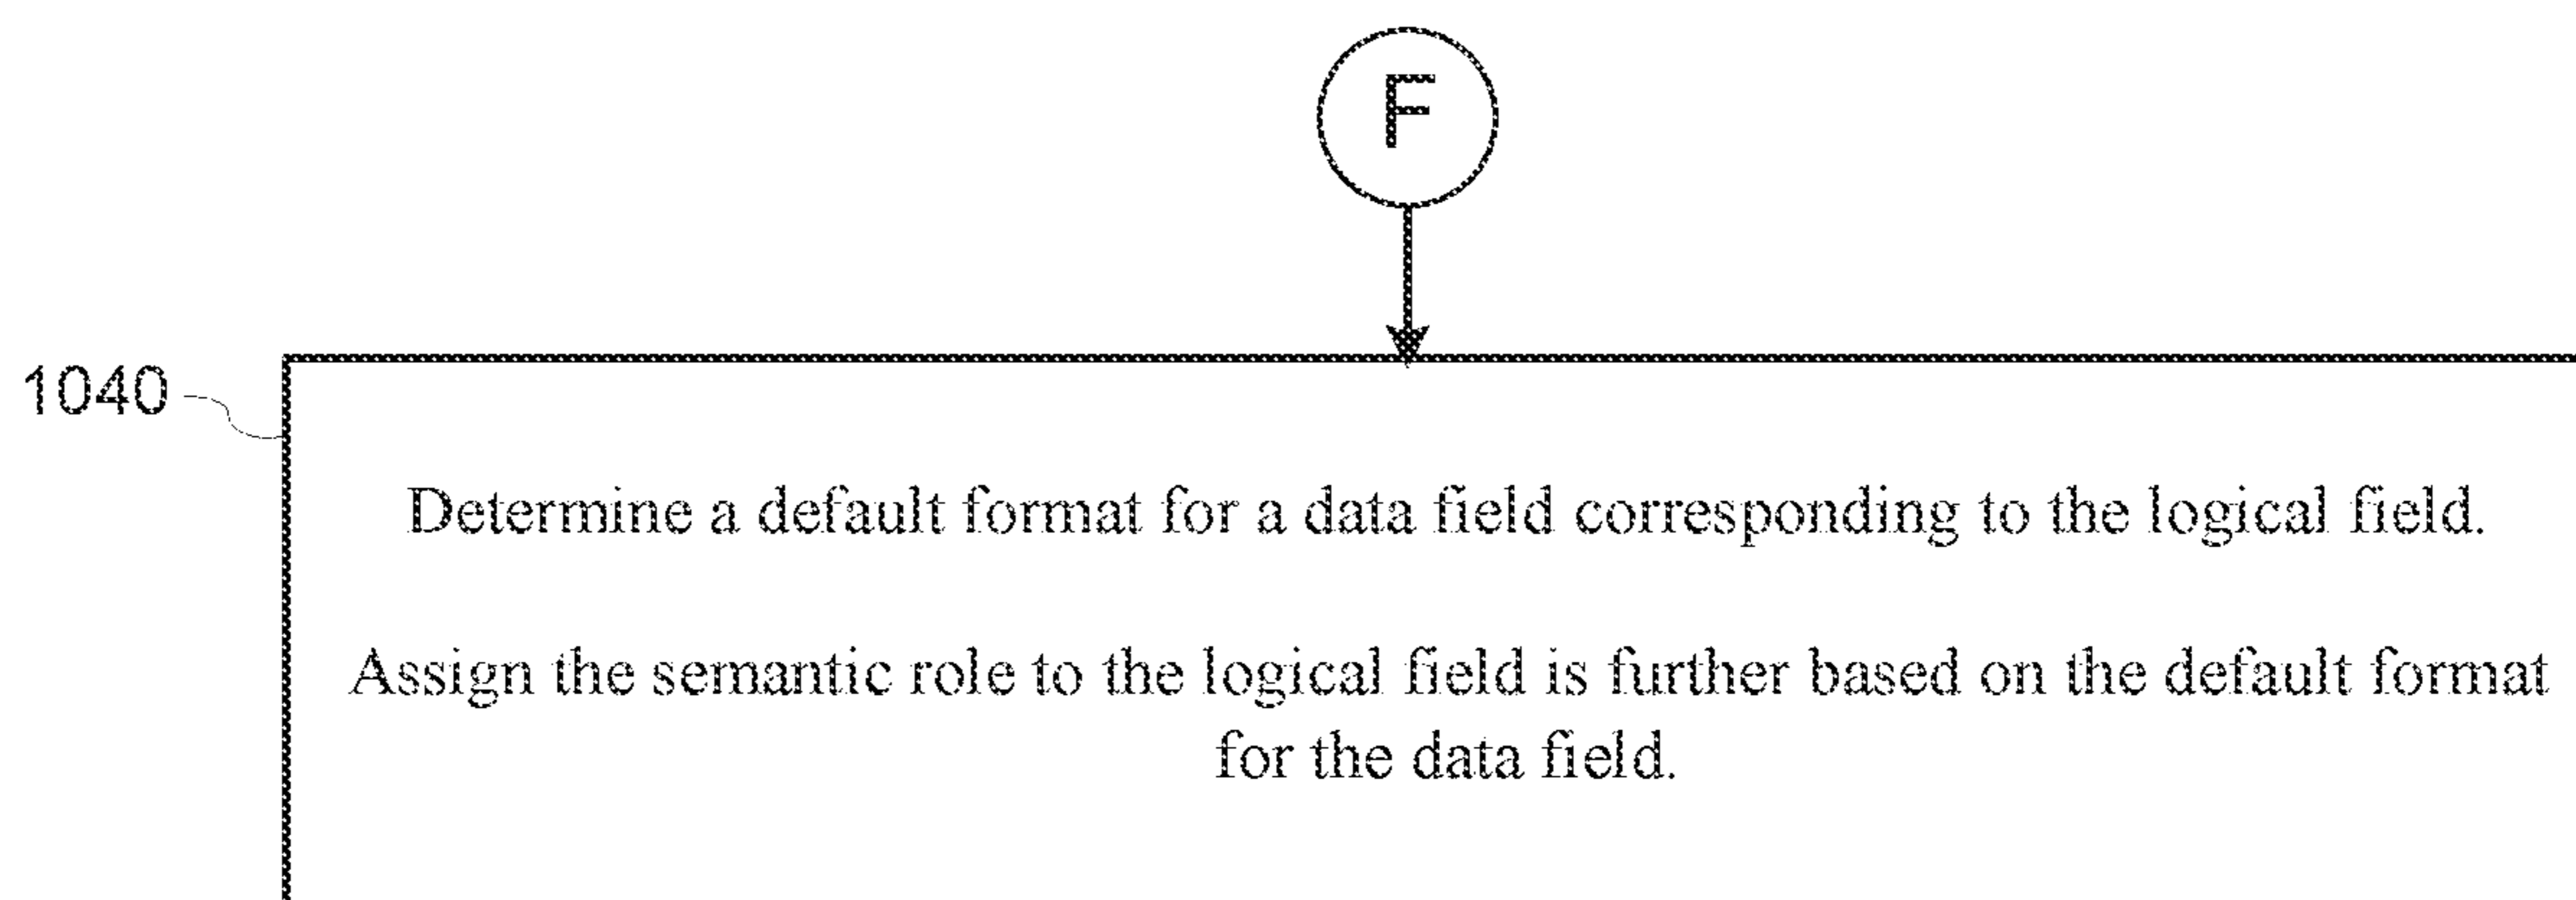 F
1040
Determine a default format for a data field corresponding to the logical field.
Assign the semantic role to the logical field is further based on the default format
for the data field.